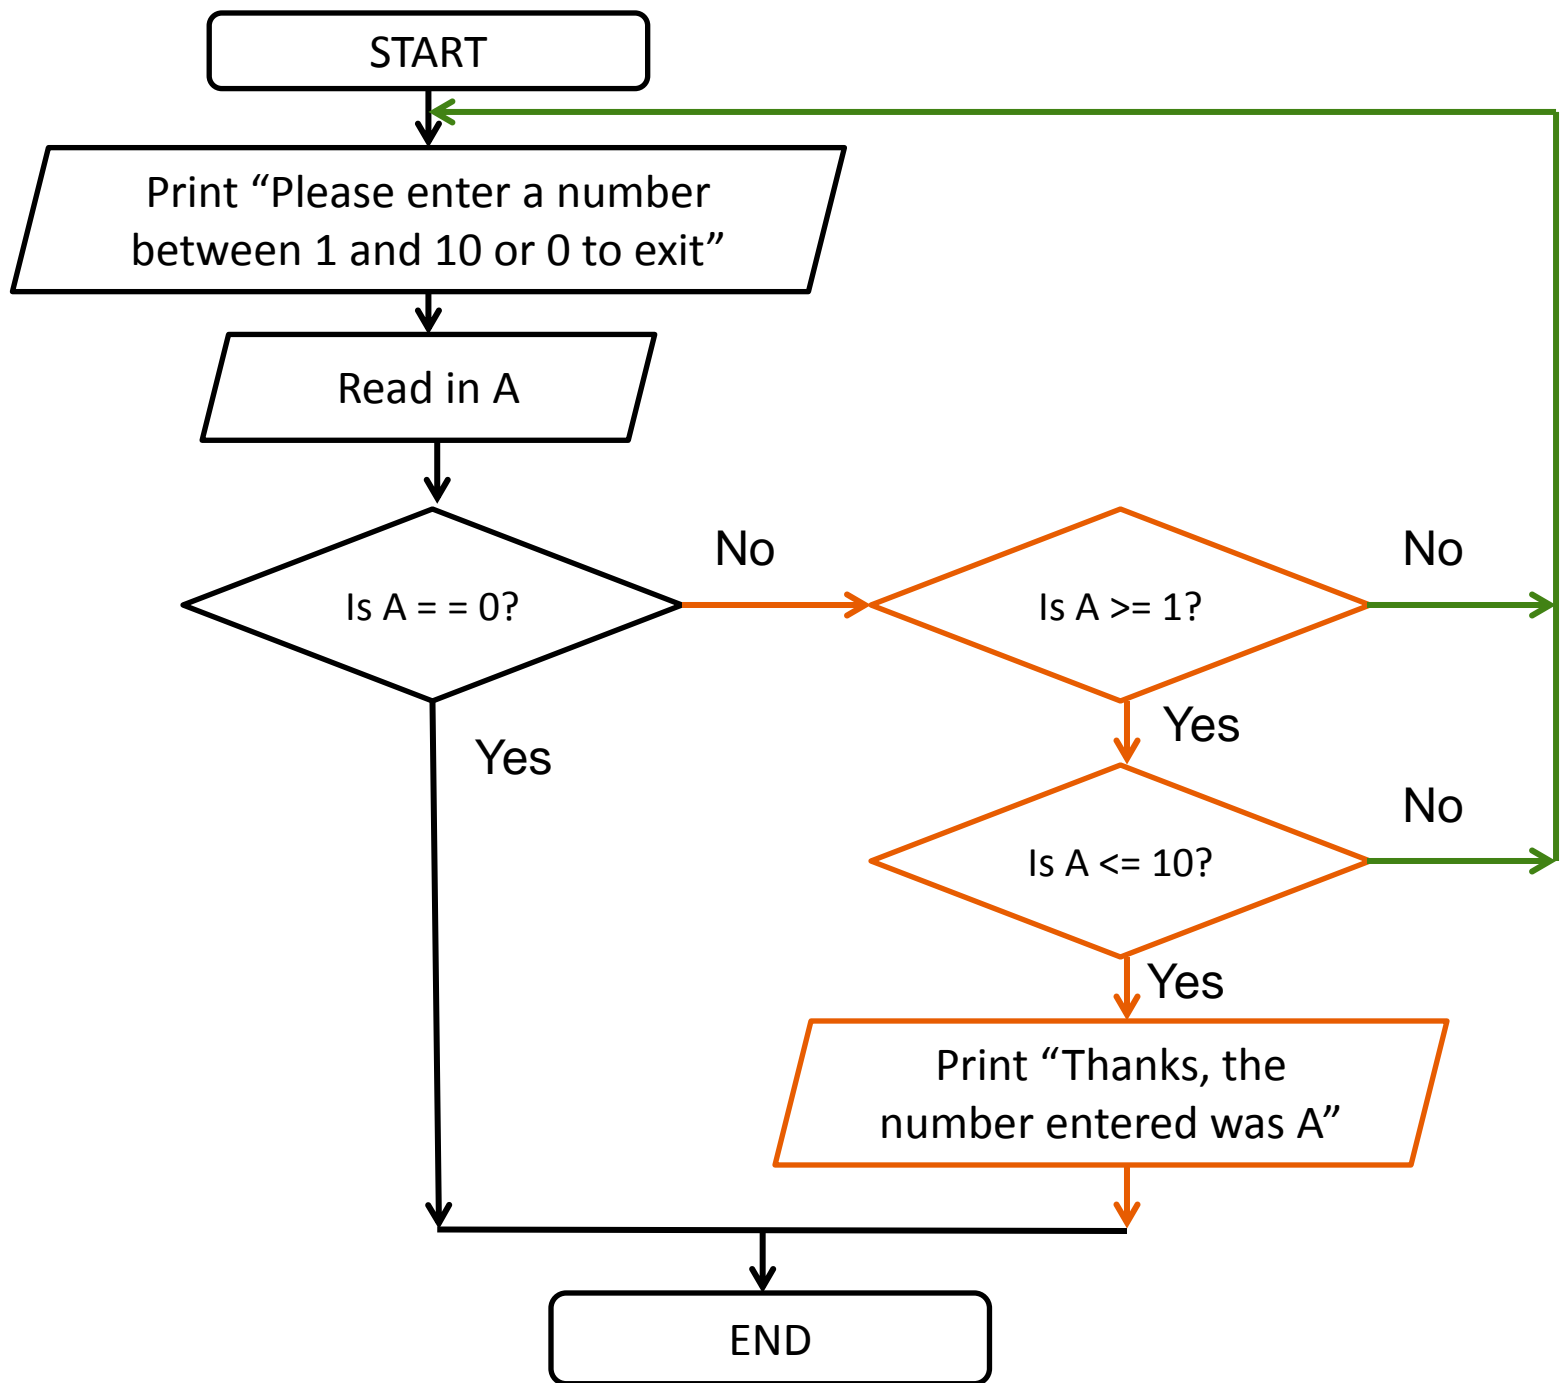 START
Print “Please enter a number
between 1 and 10 or 0 to exit”
Read in A
Is A = = 0?
No
Is A >= 1?
No
Yes
Yes
Is A <= 10?
No
Yes
Print “Thanks, the
number entered was A”
END